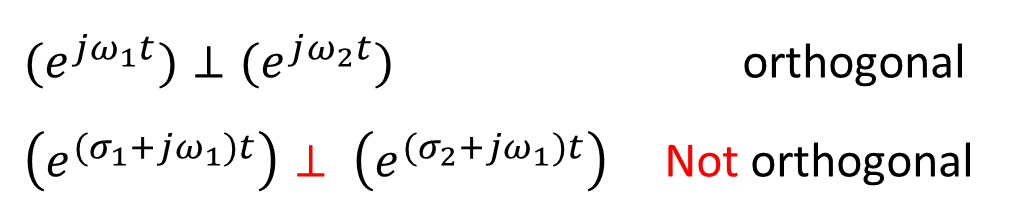 (e^{jω₁t}) ⊥ (e^{jω₂t}) orthogonal
(e^{(σ₁+jω₁)t}) ⊥ (e^{(σ₂+jω₁)t}) Not orthogonal